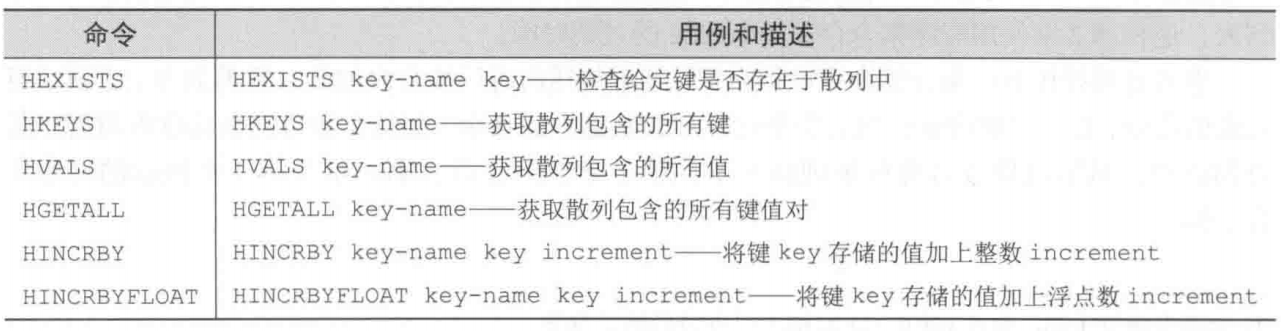 命令 用例和描述
HEXISTS HEXISTS key-name key——检查给定键是否存在于散列中
HKEYS HKEYS key-name——获取散列包含的所有键
HVALS HVALS key-name——获取散列包含的所有值
HGETALL HGETALL key-name——获取散列包含的所有键值对
HINCRBY HINCRBY key-name key increment——将键 key 存储的值加上整数 increment
HINCRBYFLOAT HINCRBYFLOAT key-name key increment——将键 key 存储的值加上浮点数 increment